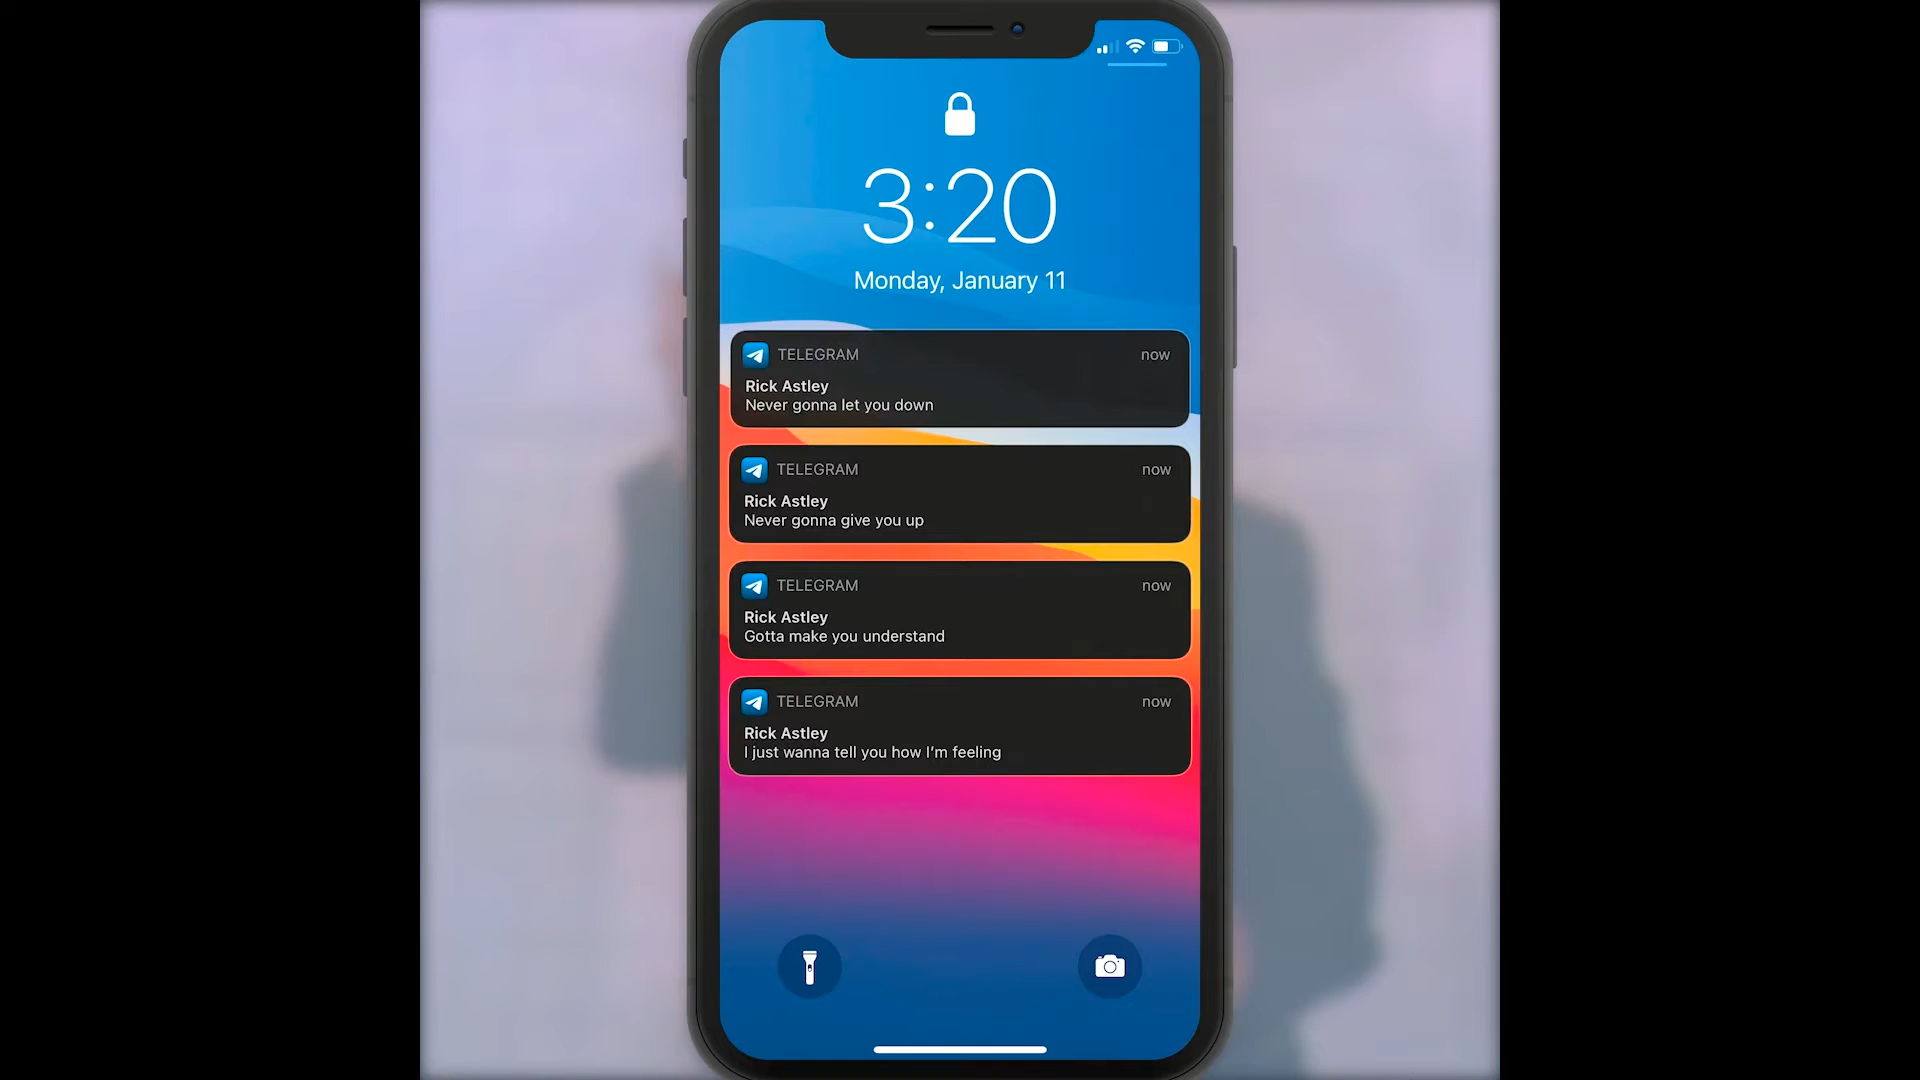 3:20
Monday, January 11
TELEGRAM now
Rick Astley
Never gonna let you down
TELEGRAM now
Rick Astley
Never gonna give you up
TELEGRAM now
Rick Astley
Gotta make you understand
TELEGRAM now
Rick Astley
I just wanna tell you how I'm feeling